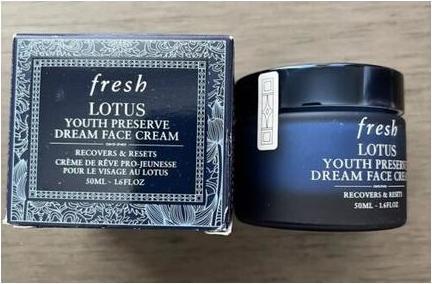 fresh
LOTUS
YOUTH PRESERVE
DREAM FACE CREAM
RECOVERS & RESETS
CRÈME DE RÊVE PRO-JEUNESSE
POUR LE VISAGE AU LOTUS
50ML - 1.6FLOZ
fresh
LOTUS
YOUTH PRESERVE
DREAM FACE CREAM
RECOVERS & RESETS
50ML - 1.6FLOZ